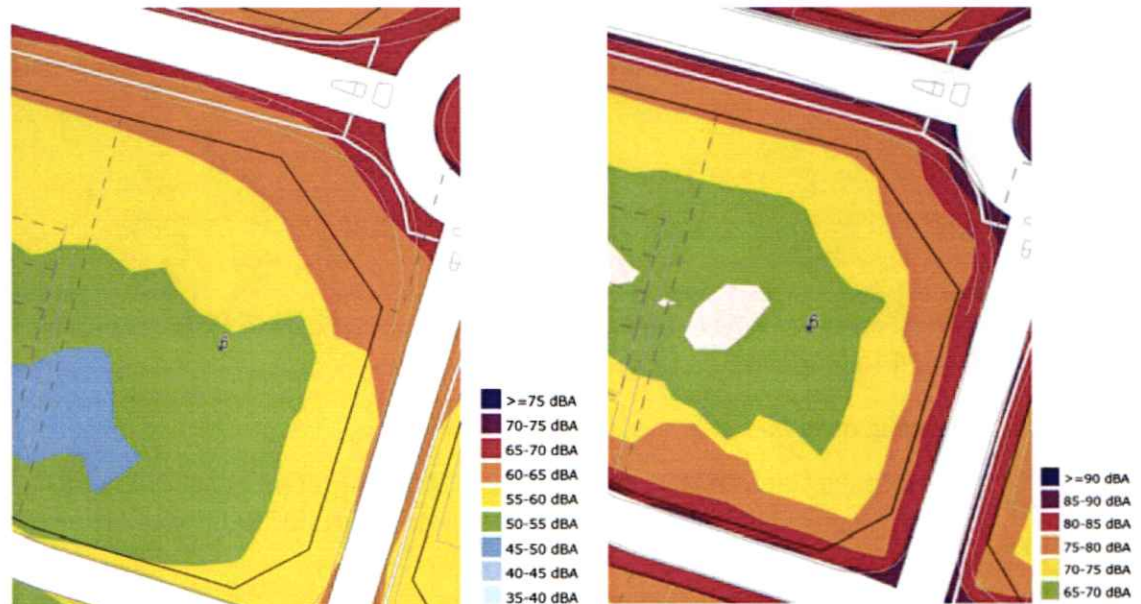 >=75 dBA
70-75 dBA
65-70 dBA
60-65 dBA
55-60 dBA
50-55 dBA
45-50 dBA
40-45 dBA
35-40 dBA
>=90 dBA
85-90 dBA
80-85 dBA
75-80 dBA
70-75 dBA
65-70 dBA